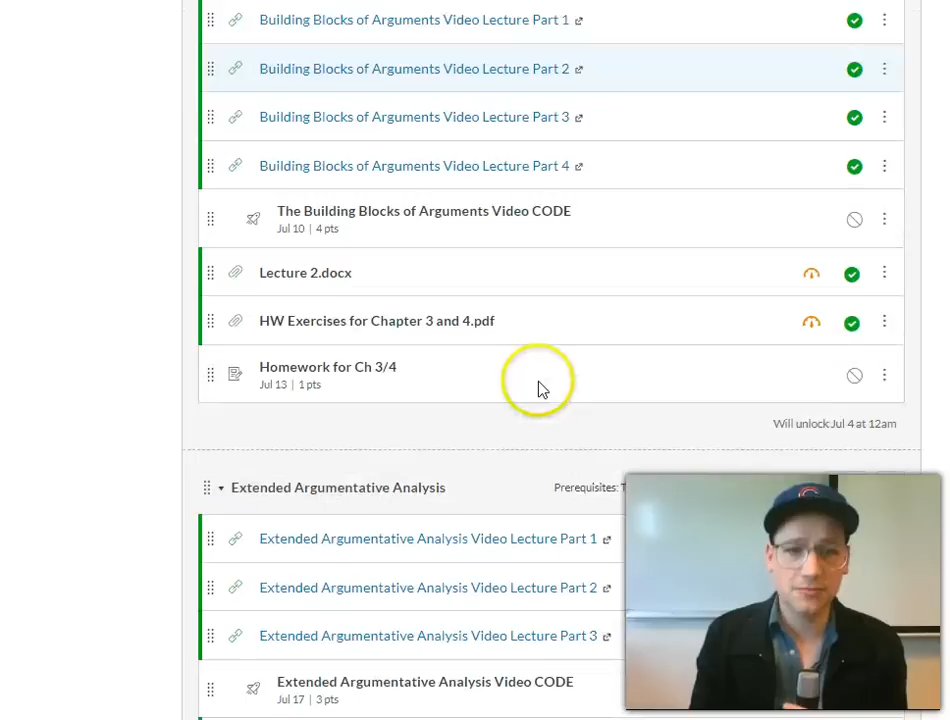 Building Blocks of Arguments Video Lecture Part 1
Building Blocks of Arguments Video Lecture Part 2
Building Blocks of Arguments Video Lecture Part 3
Building Blocks of Arguments Video Lecture Part 4
The Building Blocks of Arguments Video CODE
Jul 10 | 4 pts
Lecture 2.docx
HW Exercises for Chapter 3 and 4.pdf
Homework for Ch 3/4
Jul 13 | 1 pts
Will unlock Jul 4 at 12am
Extended Argumentative Analysis Prerequisites:
Extended Argumentative Analysis Video Lecture Part 1
Extended Argumentative Analysis Video Lecture Part 2
Extended Argumentative Analysis Video Lecture Part 3
Extended Argumentative Analysis Video CODE
Jul 17 | 3 pts